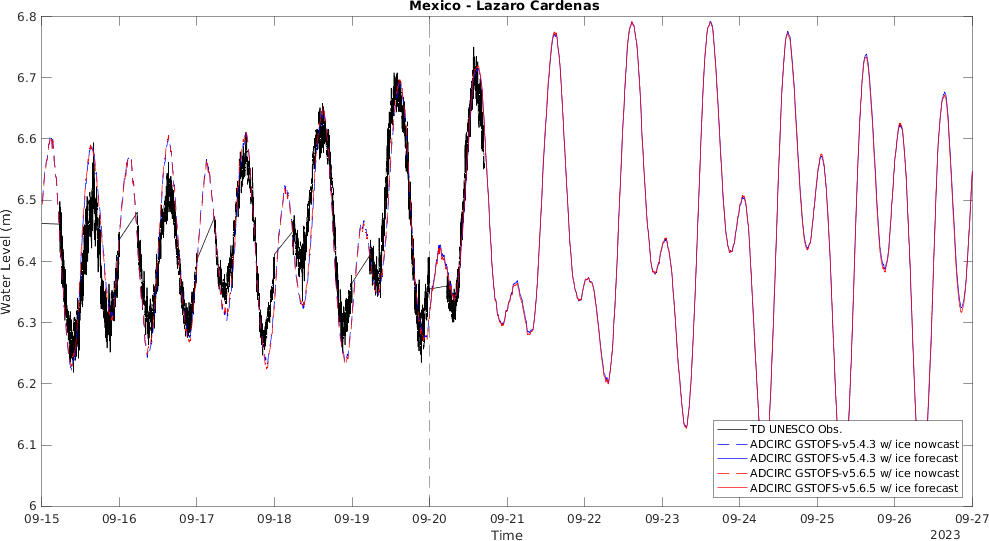 Mexico - Lazaro Cardenas
6.8
6.7
6.6
6.5
6.4
6.3
6.2
6.1
6
Water Level (m)
09-15 09-16 09-17 09-18 09-19 09-20 09-21 09-22 09-23 09-24 09-25 09-26 09-27
Time
2023
TD UNESCO Obs.
ADCIRC GSTOFS-v5.4.3 w/ ice nowcast
ADCIRC GSTOFS-v5.4.3 w/ ice forecast
ADCIRC GSTOFS-v5.6.5 w/ ice nowcast
ADCIRC GSTOFS-v5.6.5 w/ ice forecast